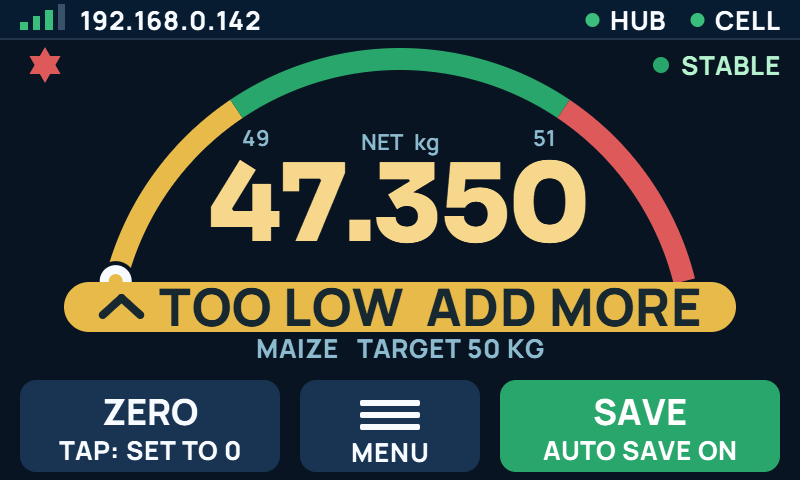 192.168.0.142 HUB CELL
STABLE
49 NET kg 51
47.350
TOO LOW ADD MORE
MAIZE TARGET 50 KG
ZERO
TAP: SET TO 0
MENU
SAVE
AUTO SAVE ON